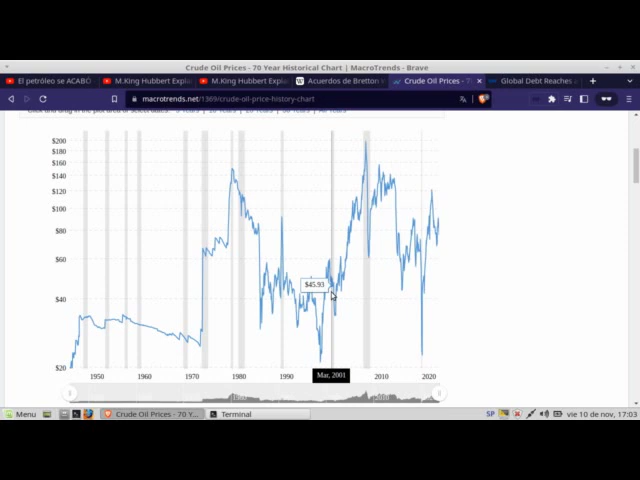 Crude Oil Prices - 70 Year Historical Chart | MacroTrends - Brave
El petróleo se ACABÓ
M.King Hubbert Expla
M.King Hubbert Expla
Acuerdos de Bretton
Crude Oil Prices - 70
Global Debt Reaches a
macrotrends.net/1369/crude-oil-price-history-chart
$200
$180
$160
$140
$120
$100
$80
$60
$45.93
$40
$20
1950
1960
1970
1980
1990
Mar, 2001
2010
2020
Menu
Crude Oil Prices - 70 Y...
Terminal
SP
vie 10 de nov, 17:03